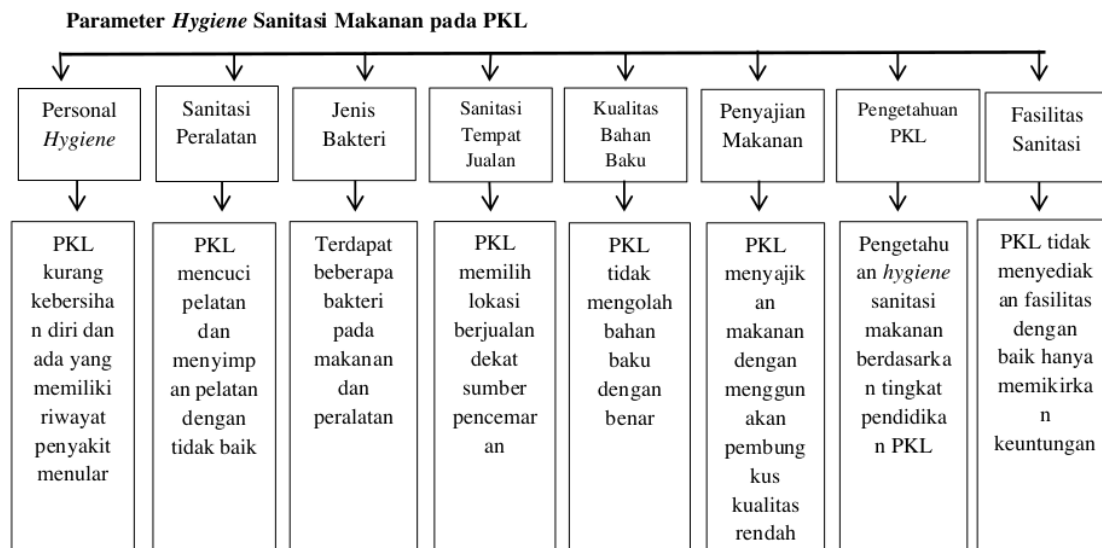 Parameter Hygiene Sanitasi Makanan pada PKL
Personal
Hygiene
Sanitasi
Peralatan
Jenis
Bakteri
Sanitasi
Tempat
Jualan
Kualitas
Bahan
Baku
Penyajian
Makanan
Pengetahuan
PKL
Fasilitas
Sanitasi
PKL
kurang
kebersiha
n diri dan
ada yang
memiliki
riwayat
penyakit
menular
PKL
mencuci
pelatan
dan
menyimp
an pelatan
dengan
tidak baik
Terdapat
beberapa
bakteri
pada
makanan
dan
peralatan
PKL
memilih
lokasi
berjualan
dekat
sumber
pencemar
an
PKL
tidak
mengolah
bahan
baku
dengan
benar
PKL
menyajik
an
makanan
dengan
menggun
akan
pembung
kus
kualitas
rendah
Pengetahu
an hygiene
sanitasi
makanan
berdasarka
n tingkat
pendidika
n PKL
PKL tidak
menyediak
an fasilitas
dengan
baik hanya
memikirka
n
keuntungan